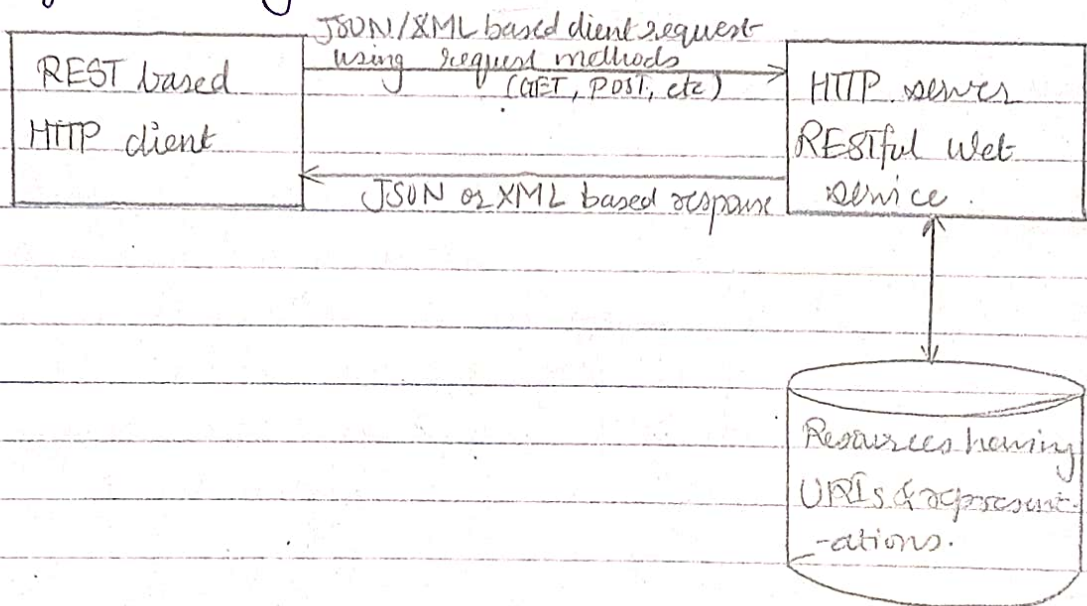 JSON/XML based client request
using request methods
(GET, POST, etc)
REST based
HTTP client
HTTP server
RESTful Web
service.
JSON or XML based response
Resources having
URIs & represent-
-ations.